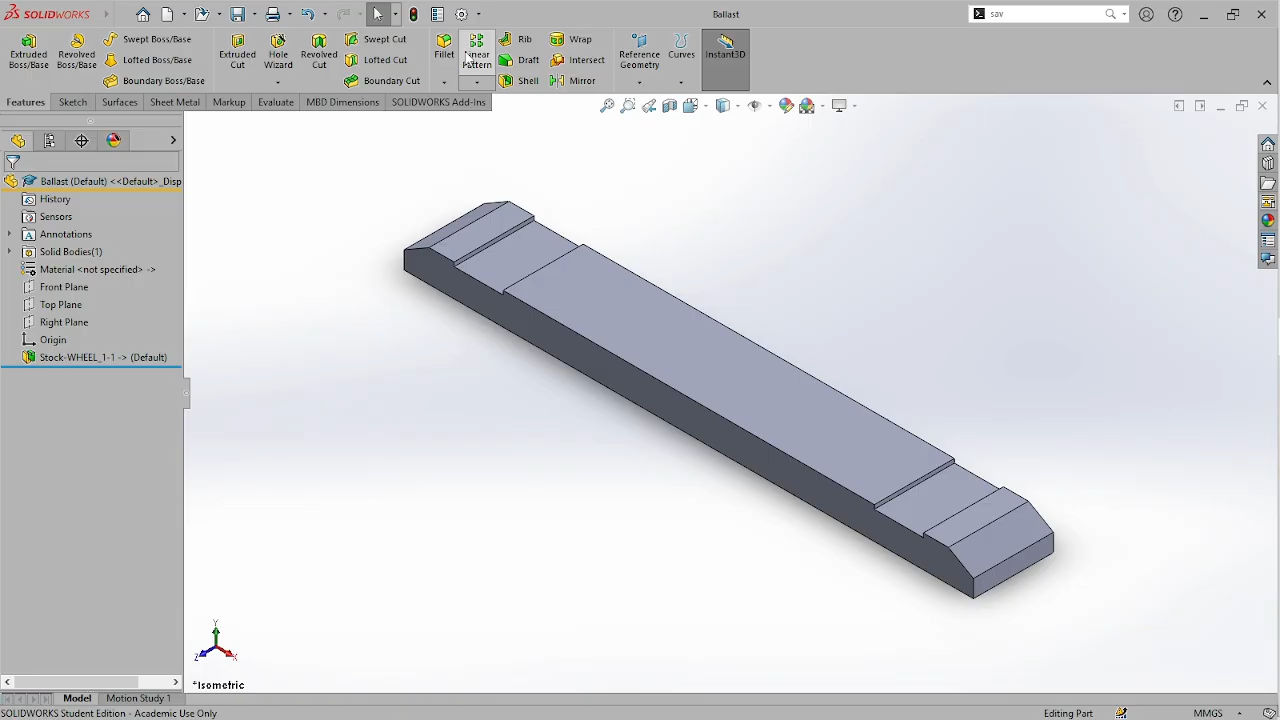 SOLIDWORKS
Ballast
sav
Extruded Boss/Base
Revolved Boss/Base
Swept Boss/Base
Lofted Boss/Base
Boundary Boss/Base
Extruded Cut
Hole Wizard
Revolved Cut
Swept Cut
Lofted Cut
Boundary Cut
Fillet
Linear Pattern
Rib
Draft
Shell
Wrap
Intersect
Mirror
Reference Geometry
Curves
Instant3D
Features
Sketch
Surfaces
Sheet Metal
Markup
Evaluate
MBD Dimensions
SOLIDWORKS Add-Ins
Ballast (Default) <<Default>_Disp
History
Sensors
Annotations
Solid Bodies(1)
Material <not specified> ->
Front Plane
Top Plane
Right Plane
Origin
Stock-WHEEL_1-1 -> (Default)
Y
Z
X
*Isometric
Model
Motion Study 1
SOLIDWORKS Student Edition - Academic Use Only
Editing Part
MMGS